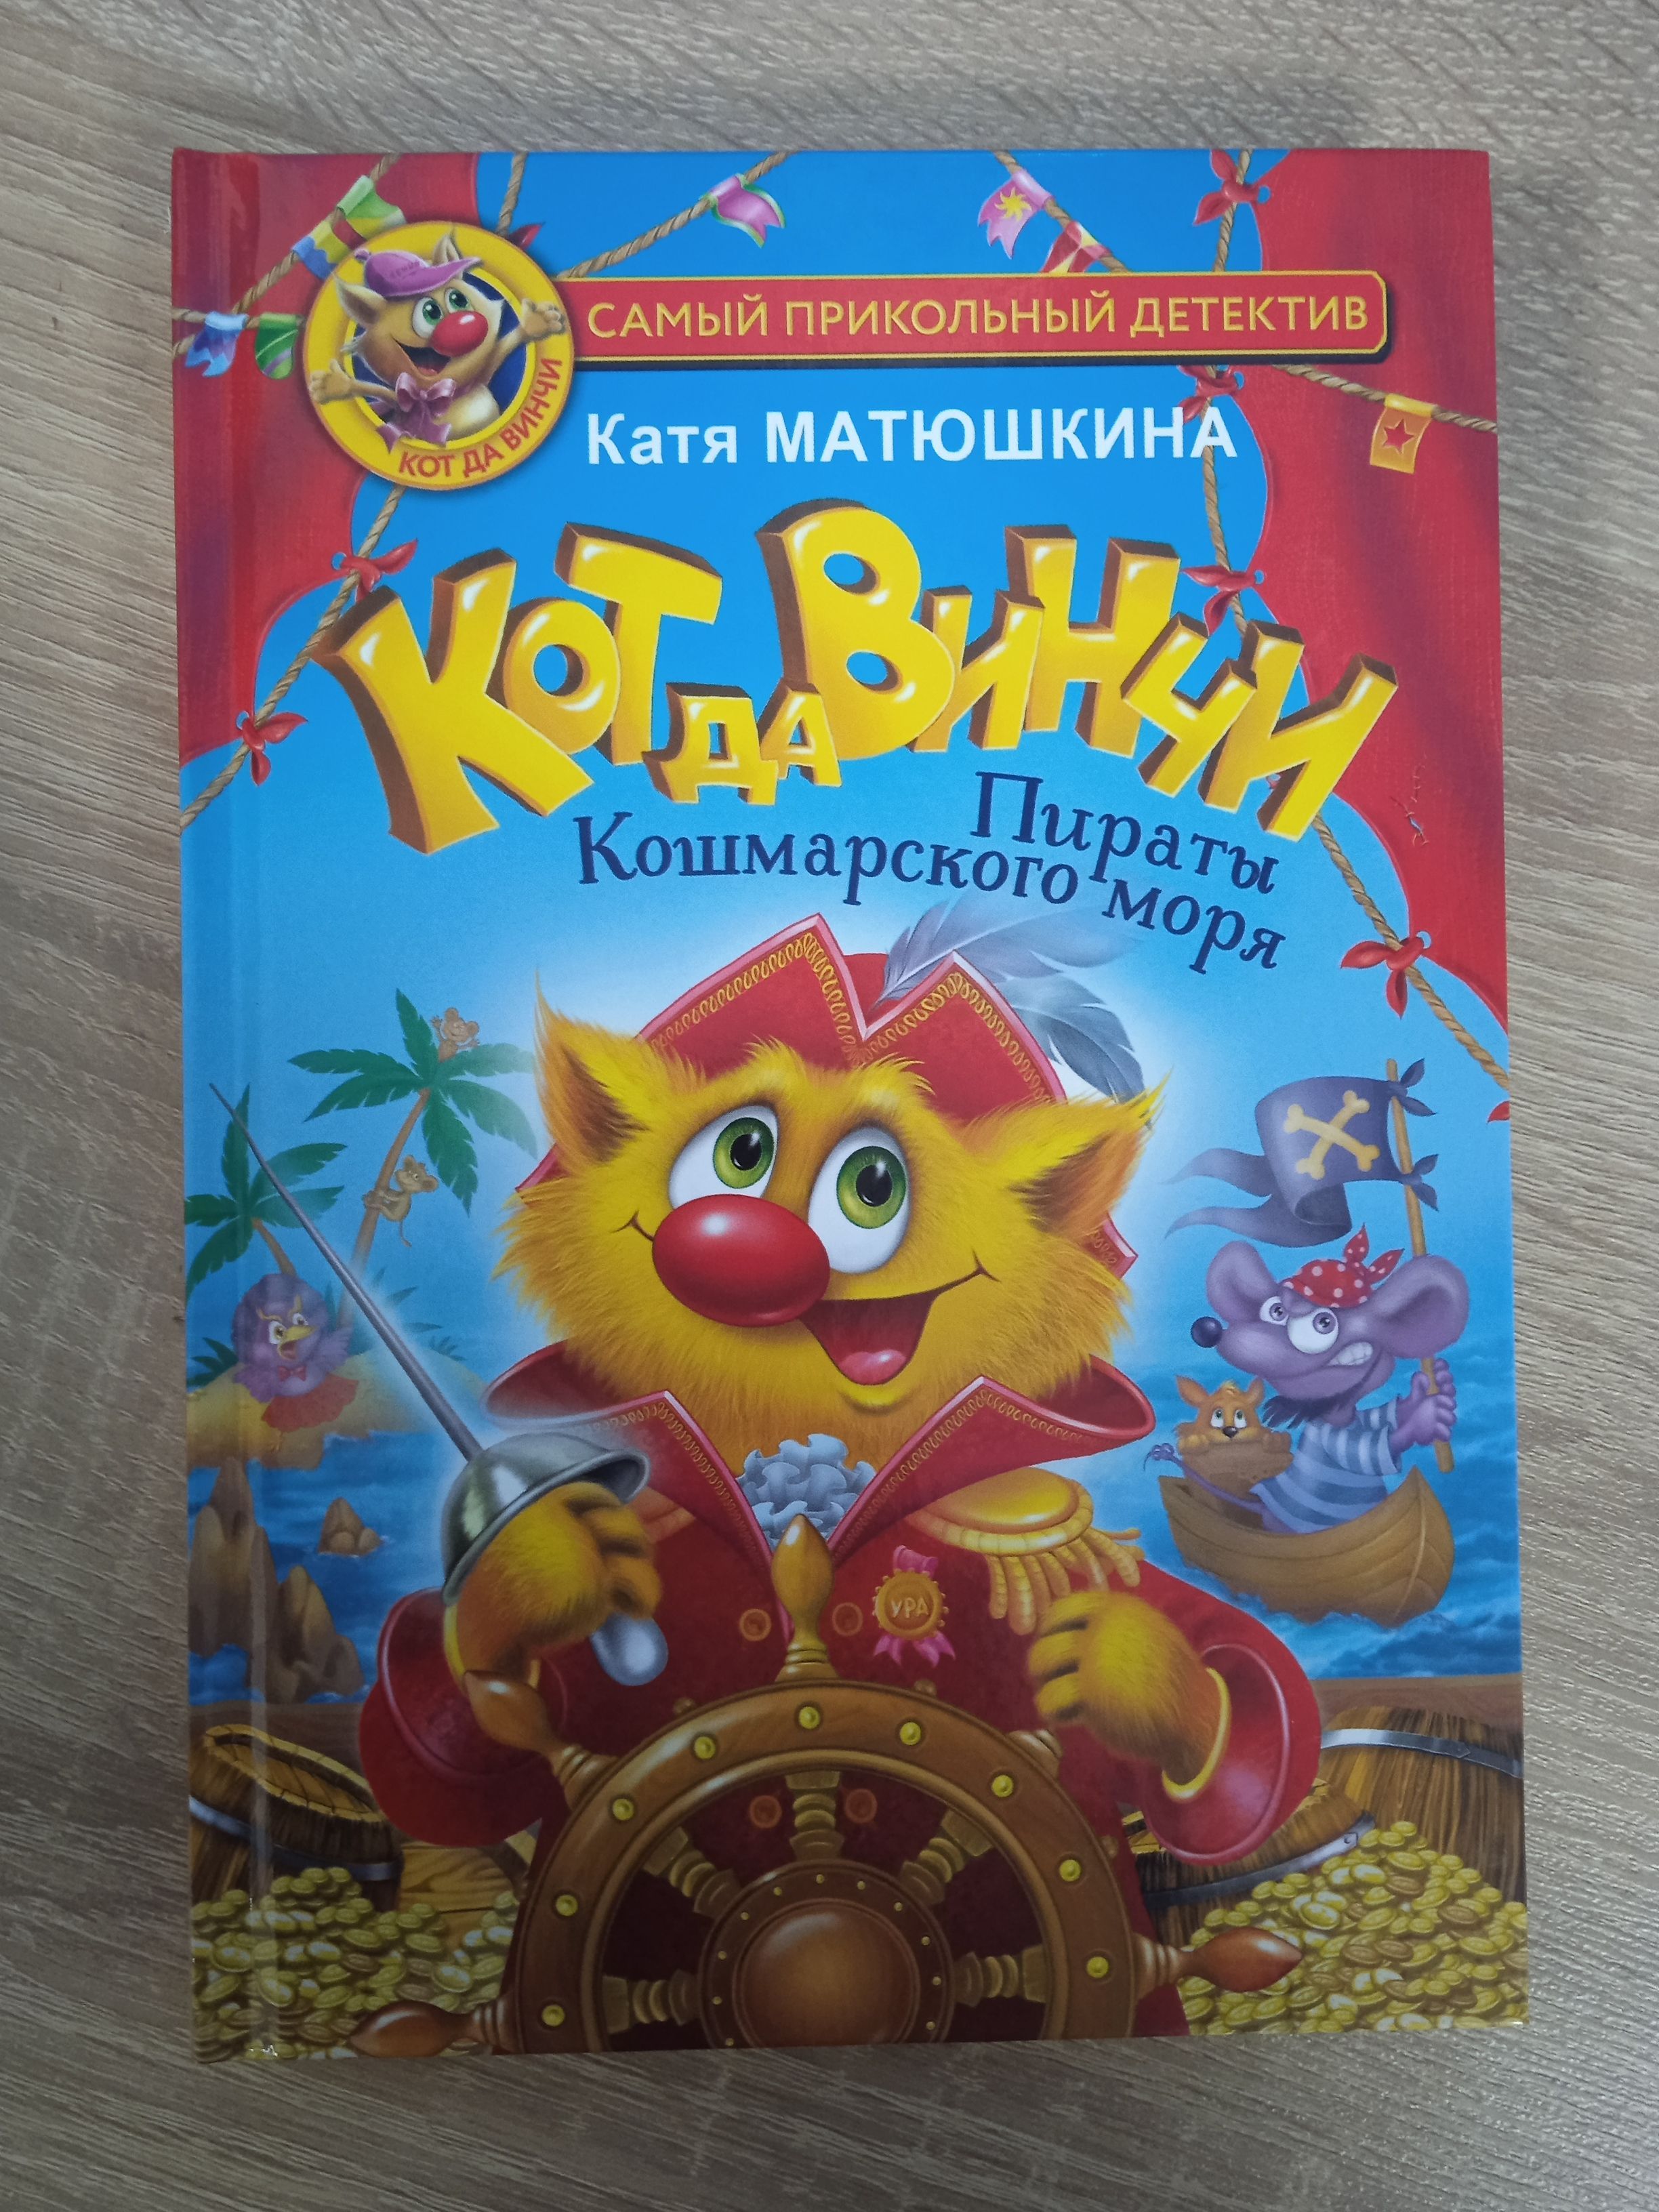 САМЫЙ ПРИКОЛЬНЫЙ ДЕТЕКТИВ
КОТ ДА ВИНЧИ
Катя МАТЮШКИНА
Кот да Винчи
Пираты
Кошмарского моря
УРА